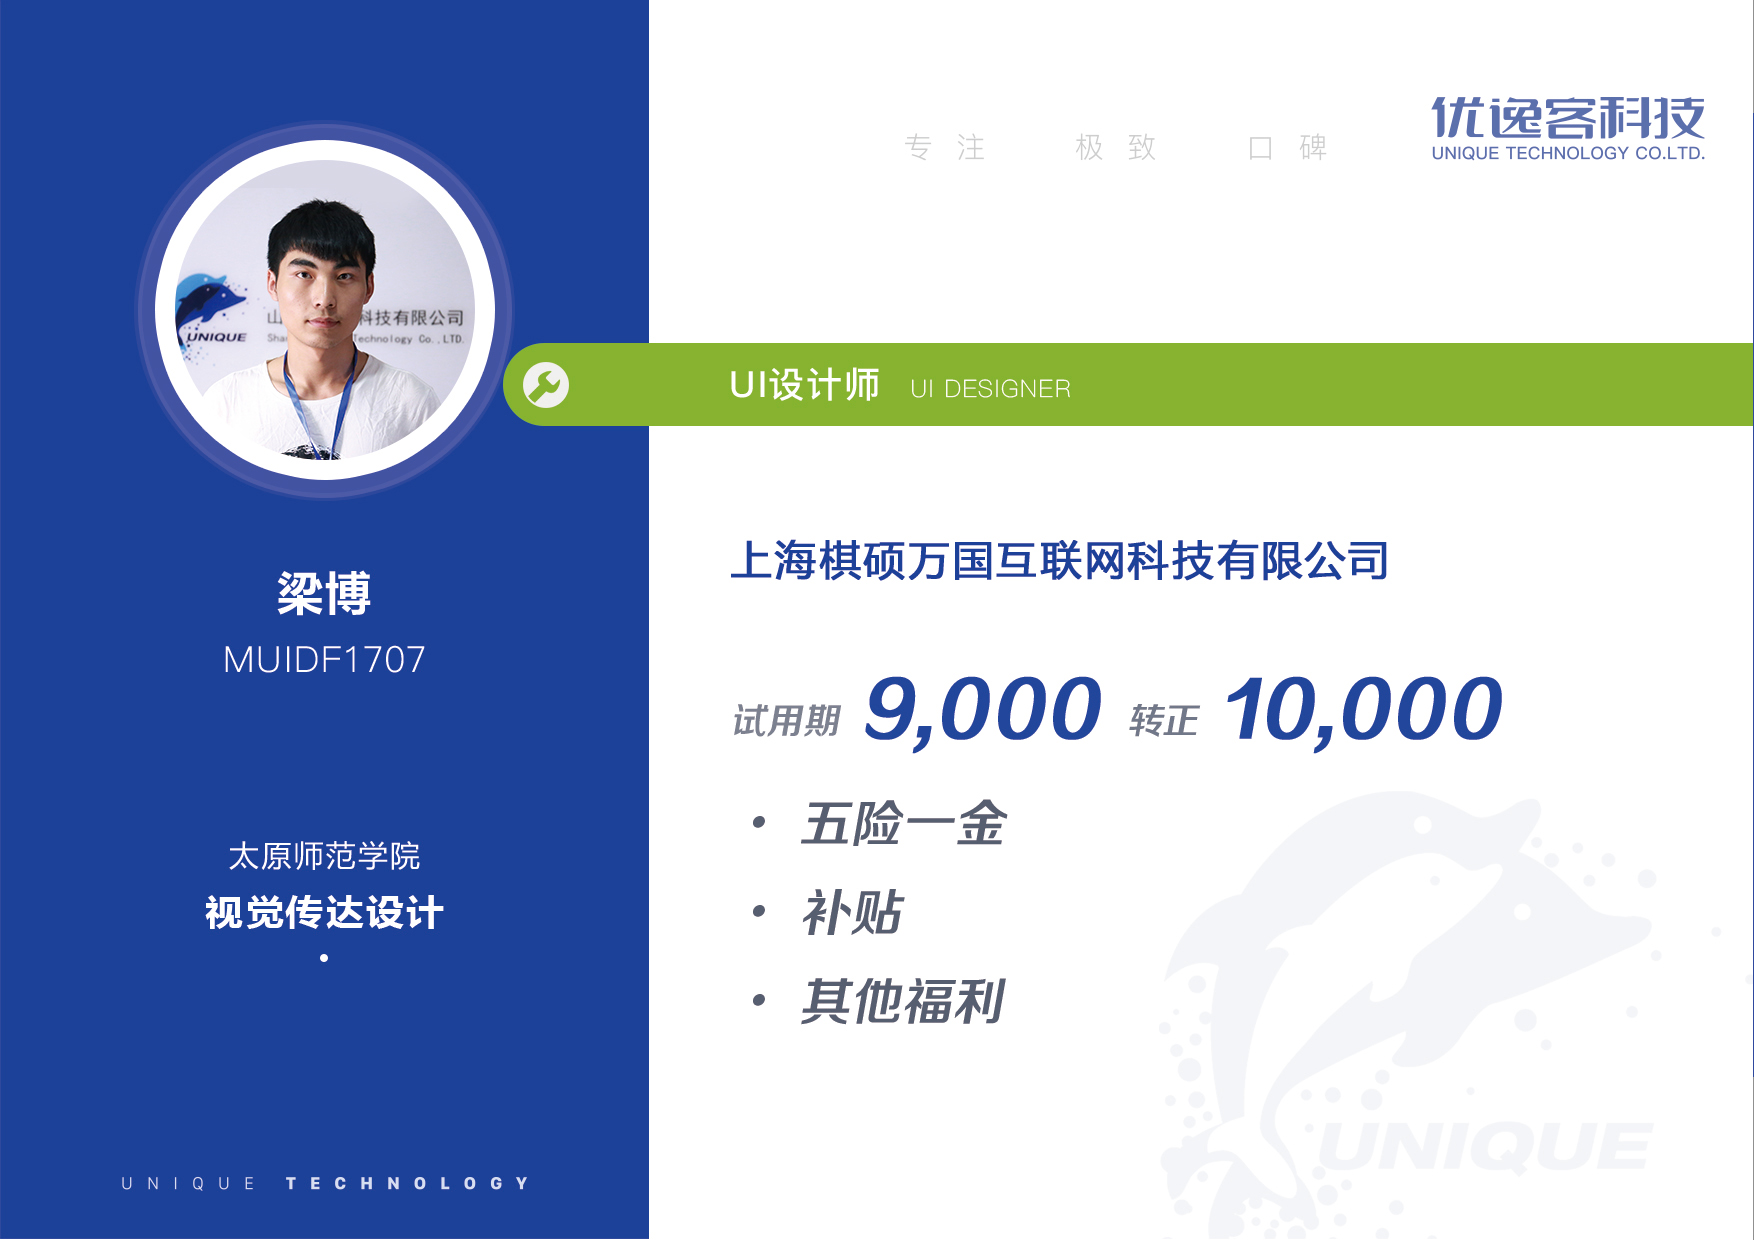 专注 极致 口碑
优逸客科技
UNIQUE TECHNOLOGY CO.LTD.
UNIQUE
山 科技有限公司
Sha Technology Co.,LTD.
UI设计师 UI DESIGNER
梁博
MUIDF1707
太原师范学院
视觉传达设计
UNIQUE TECHNOLOGY
上海棋硕万国互联网科技有限公司
试用期 9,000 转正 10,000
• 五险一金
• 补贴
• 其他福利
UNIQUE